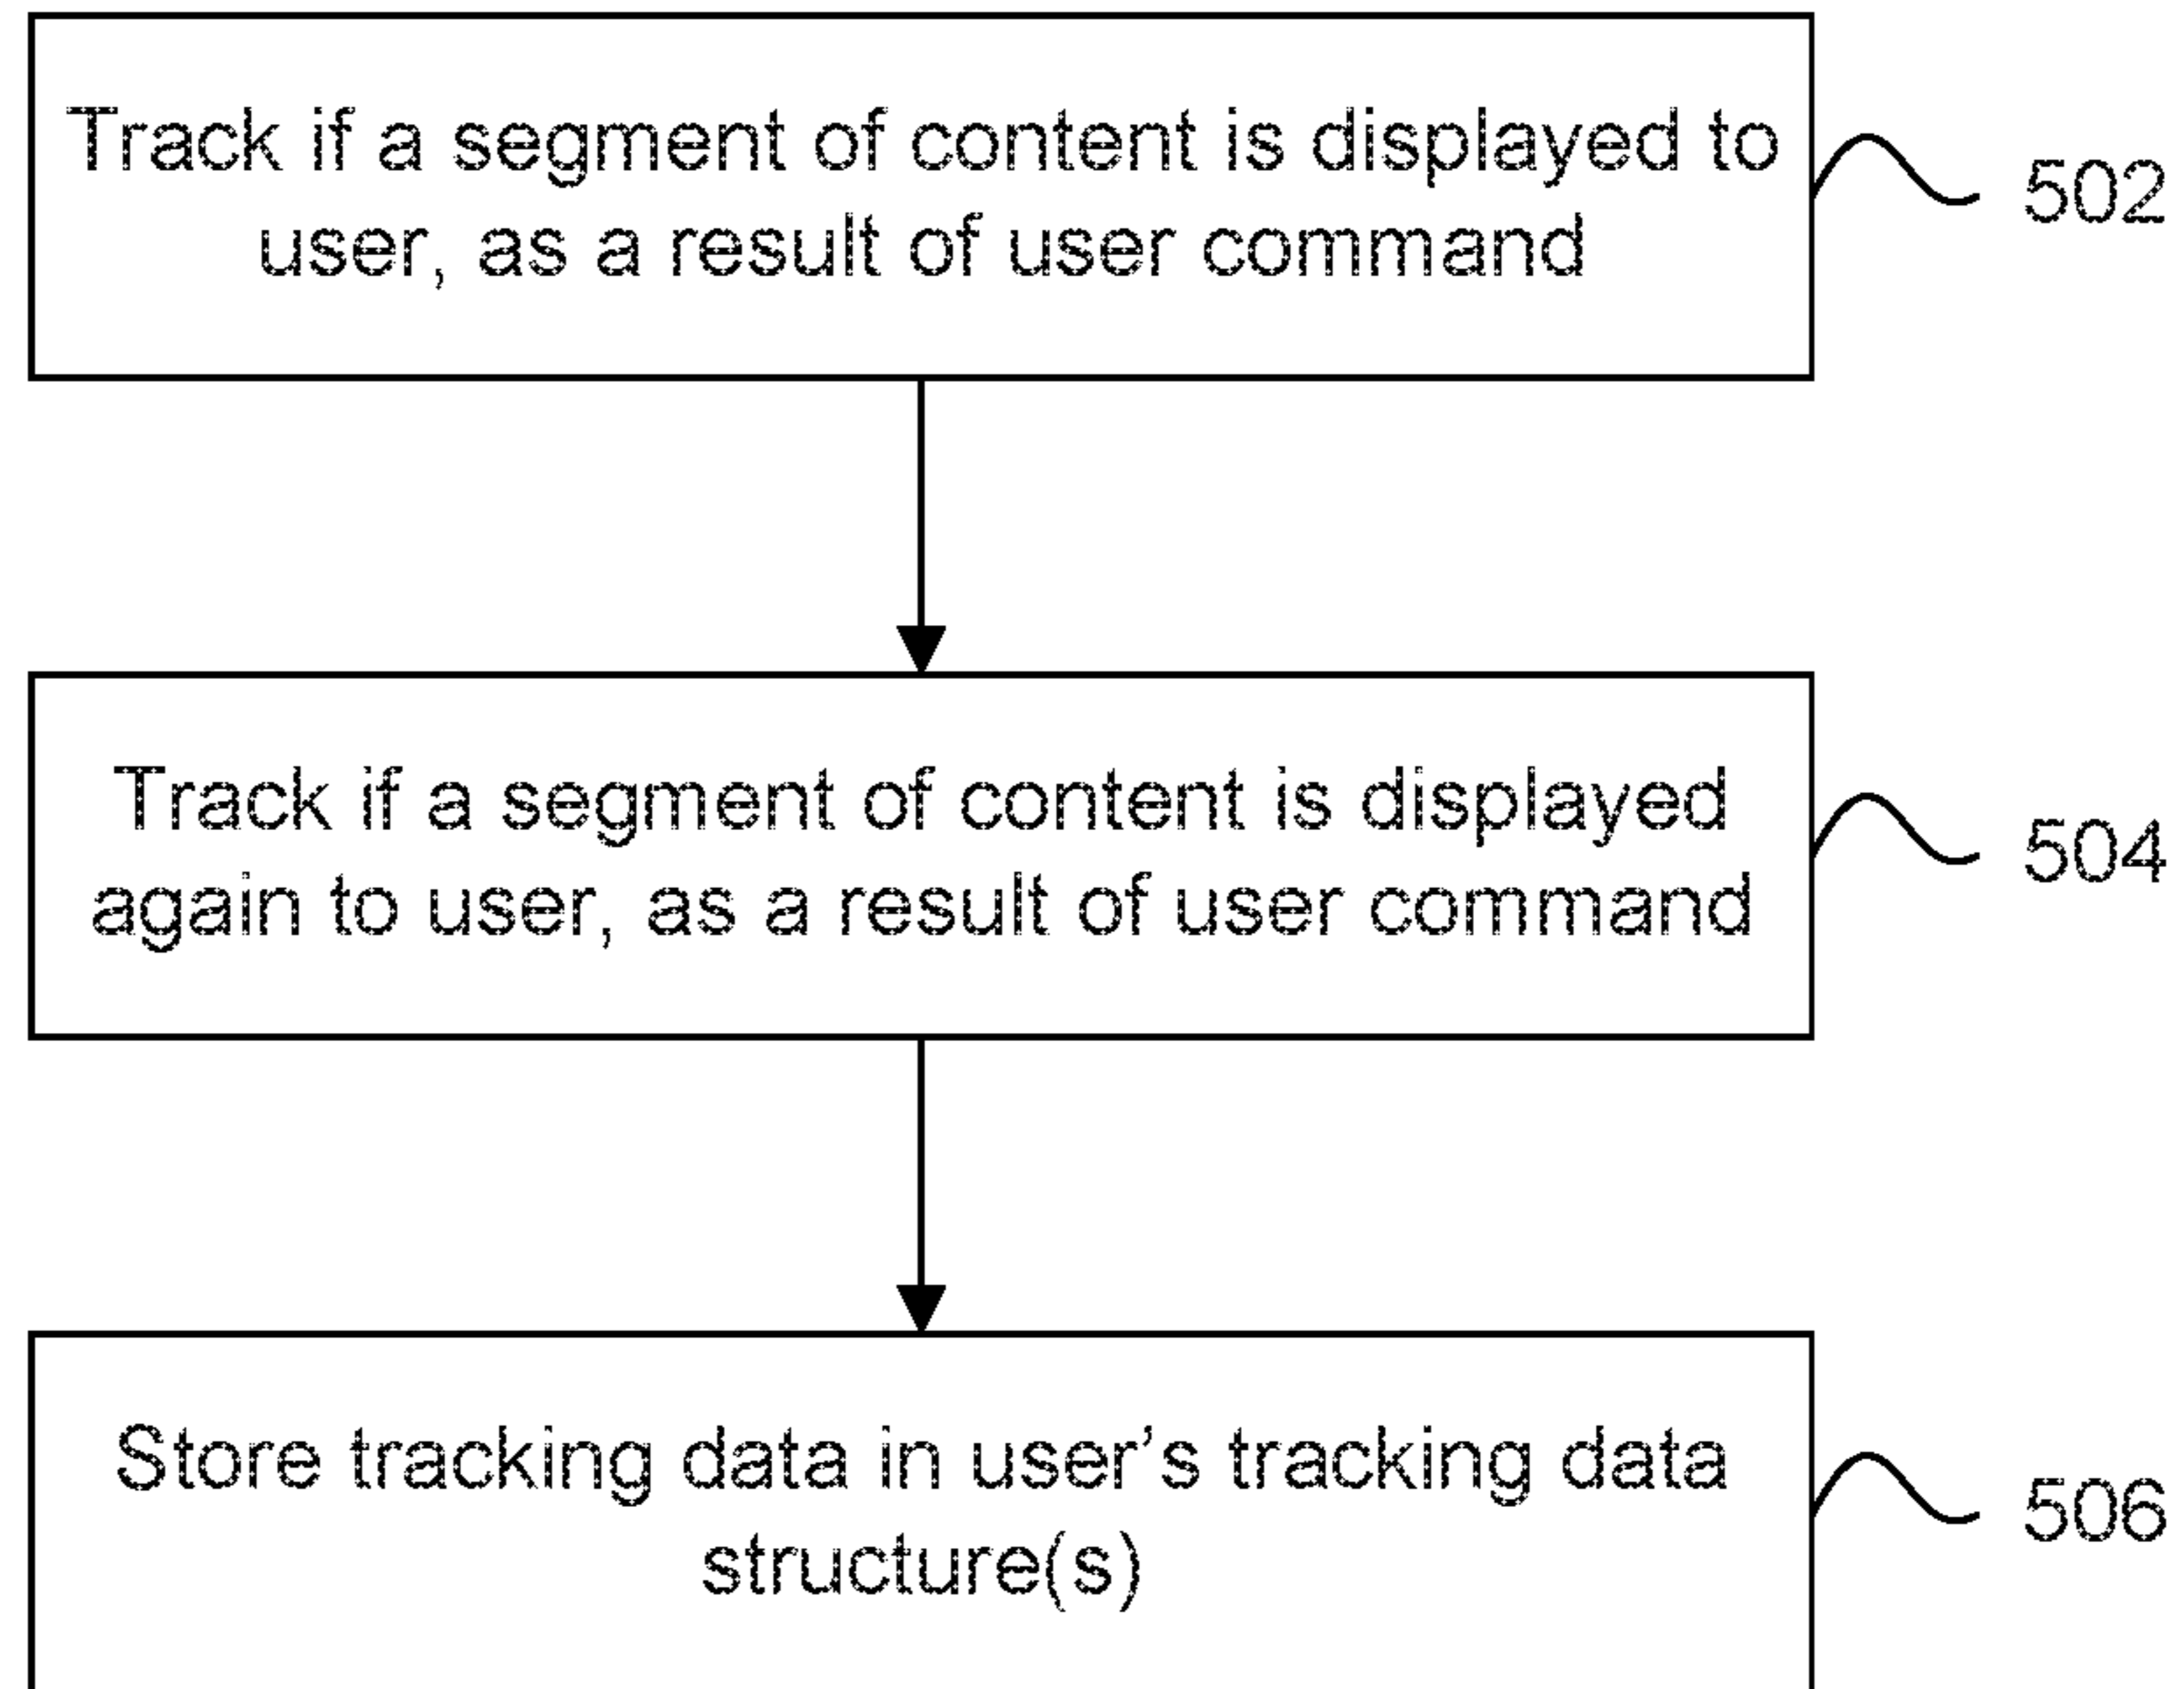 Track if a segment of content is displayed to
user, as a result of user command
502
Track if a segment of content is displayed
again to user, as a result of user command
504
Store tracking data in user's tracking data
structure(s)
506